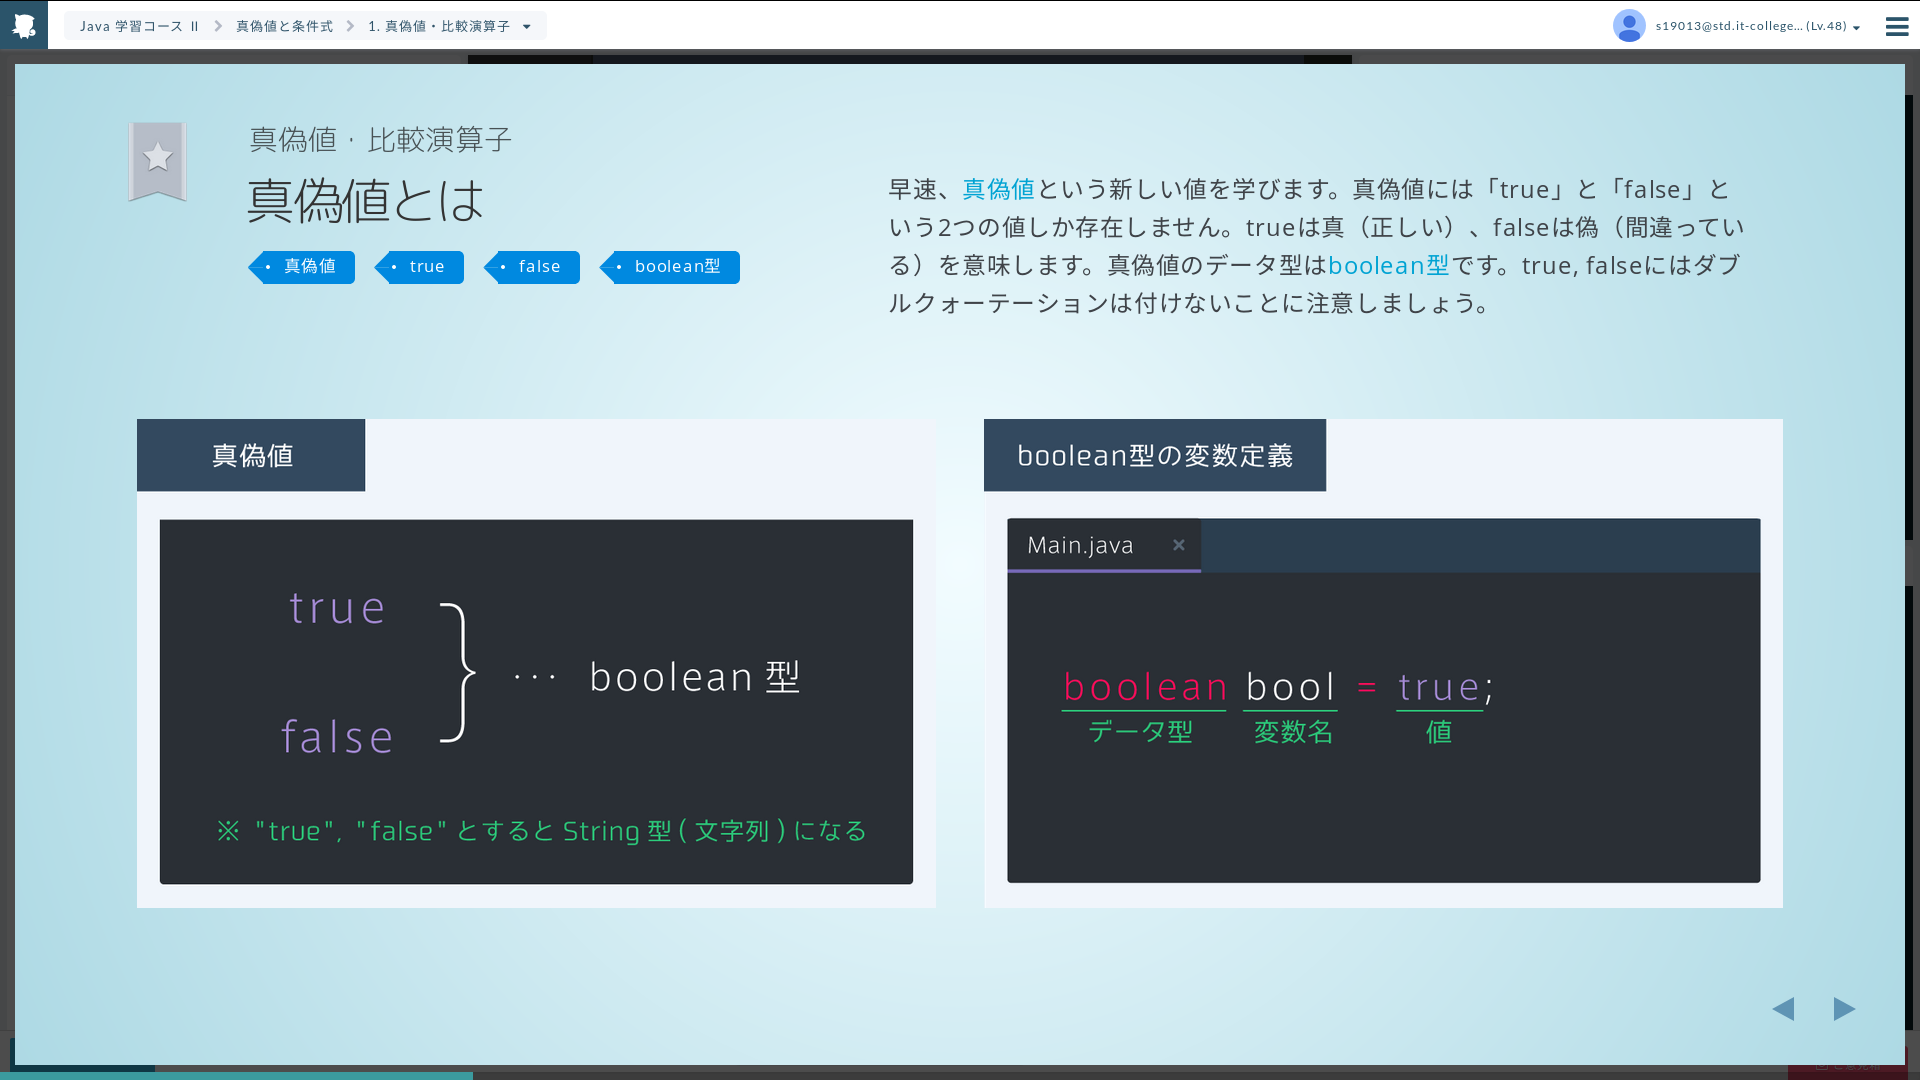 Java 学習コース Ⅱ 真偽値と条件式 1. 真偽値・比較演算子
s19013@std.it-college... (Lv.48)
真偽値・比較演算子
真偽値とは
真偽値 true false boolean型
早速、真偽値という新しい値を学びます。真偽値には「true」と「false」と
いう2つの値しか存在しません。trueは真（正しい）、falseは偽（間違ってい
る）を意味します。真偽値のデータ型はboolean型です。true, falseにはダブ
ルクォーテーションは付けないことに注意しましょう。
真偽値
true
false
… boolean 型
※ "true", "false" とすると String 型 ( 文字列 ) になる
boolean型の変数定義
Main.java ×
boolean bool = true;
データ型 変数名 値